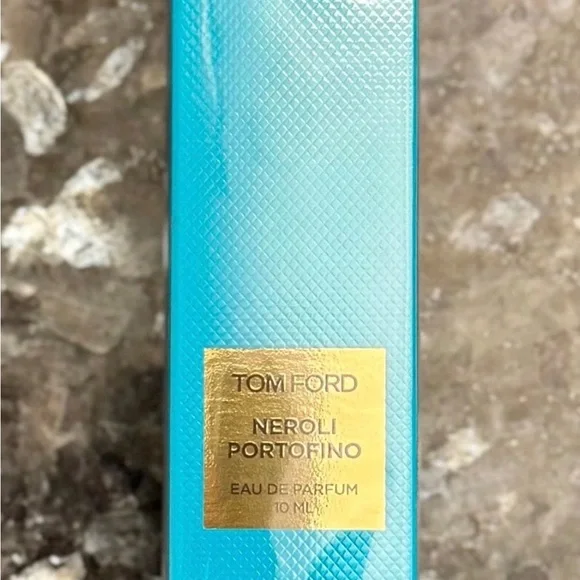 TOM FORD
NEROLI
PORTOFINO
EAU DE PARFUM
10 ML